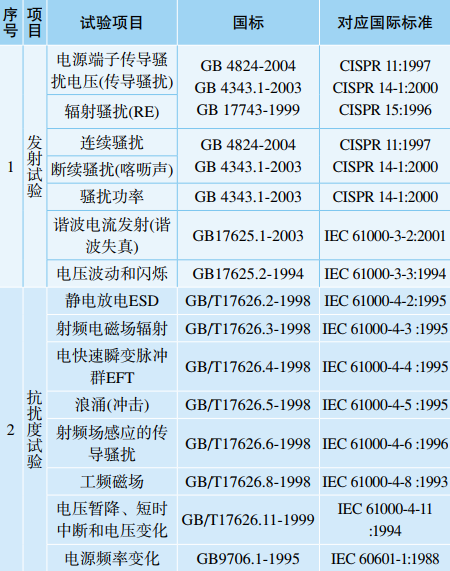 序号 项目 试验项目 国标 对应国际标准
1 发射试验
电源端子传导骚
扰电压(传导骚扰)
辐射骚扰(RE)
GB 4824-2004
GB 4343.1-2003
GB 17743-1999
CISPR 11:1997
CISPR 14-1:2000
CISPR 15:1996
连续骚扰
断续骚扰(喀呖声)
GB 4824-2004
GB 4343.1-2003
CISPR 11:1997
CISPR 14-1:2000
骚扰功率 GB 4343.1-2003 CISPR 14-1:2000
谐波电流发射(谐
波失真)
GB17625.1-2003 IEC 61000-3-2:2001
电压波动和闪烁 GB17625.2-1994 IEC 61000-3-3:1994
2 抗扰度试验
静电放电ESD GB/T17626.2-1998 IEC 61000-4-2:1995
射频电磁场辐射 GB/T17626.3-1998 IEC 61000-4-3 :1995
电快速瞬变脉冲
群EFT
GB/T17626.4-1998 IEC 61000-4-4 :1995
浪涌(冲击) GB/T17626.5-1998 IEC 61000-4-5 :1995
射频场感应的传
导骚扰
GB/T17626.6-1998 IEC 61000-4-6 :1996
工频磁场 GB/T17626.8-1998 IEC 61000-4-8 :1993
电压暂降、短时
中断和电压变化
GB/T17626.11-1999
IEC 61000-4-11
:1994
电源频率变化 GB9706.1-1995 IEC 60601-1:1988